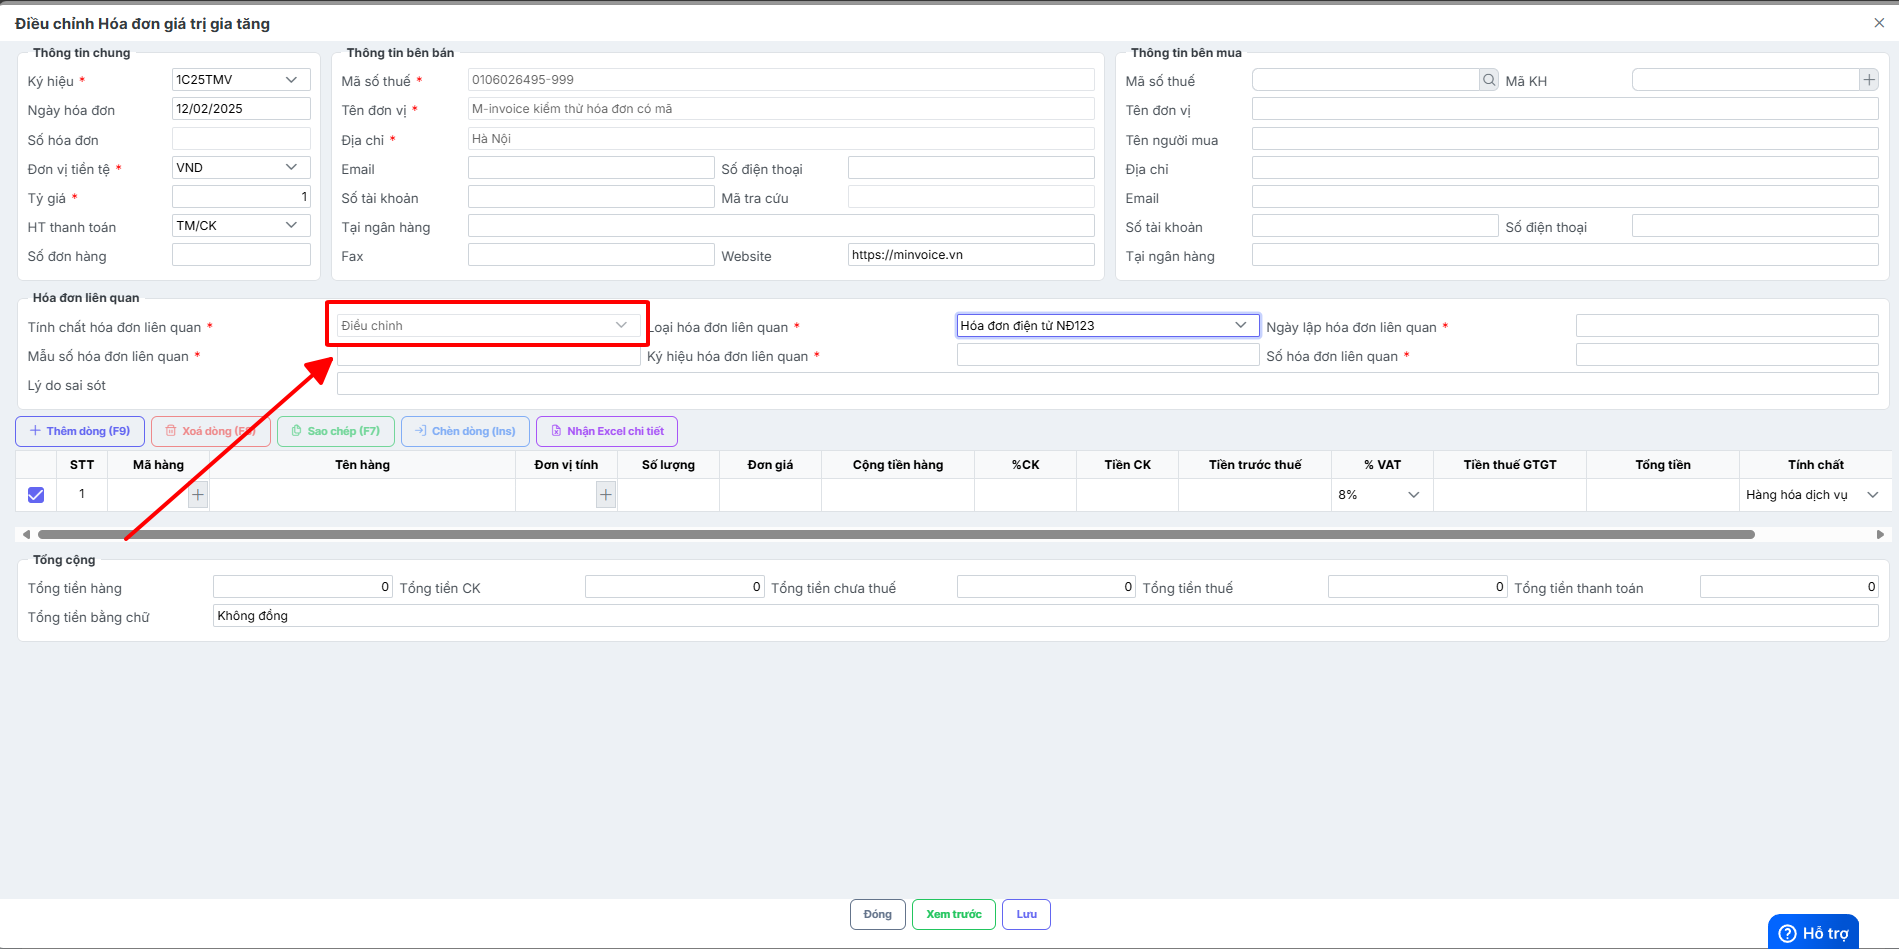 Điều chỉnh Hóa đơn giá trị gia tăng
Thông tin chung
Ký hiệu * 1C25TMV
Ngày hóa đơn 12/02/2025
Số hóa đơn
Đơn vị tiền tệ * VND
Tỷ giá * 1
HT thanh toán TM/CK
Số đơn hàng
Thông tin bên bán
Mã số thuế * 0106026495-999
Tên đơn vị * M-invoice kiểm thử hóa đơn có mã
Địa chỉ * Hà Nội
Email Số điện thoại
Số tài khoản Mã tra cứu
Tại ngân hàng
Fax Website https://minvoice.vn
Thông tin bên mua
Mã số thuế Mã KH
Tên đơn vị
Tên người mua
Địa chỉ
Email
Số tài khoản Số điện thoại
Tại ngân hàng
Hóa đơn liên quan
Tính chất hóa đơn liên quan * Điều chỉnh Loại hóa đơn liên quan * Hóa đơn điện tử NĐ123 Ngày lập hóa đơn liên quan *
Mẫu số hóa đơn liên quan * Ký hiệu hóa đơn liên quan * Số hóa đơn liên quan *
Lý do sai sót
Thêm dòng (F9) Xoá dòng (F8) Sao chép (F7) Chèn dòng (Ins) Nhận Excel chi tiết
STT Mã hàng Tên hàng Đơn vị tính Số lượng Đơn giá Cộng tiền hàng %CK Tiền CK Tiền trước thuế % VAT Tiền thuế GTGT Tổng tiền Tính chất
1 8% Hàng hóa dịch vụ
Tổng cộng
Tổng tiền hàng 0 Tổng tiền CK 0 Tổng tiền chưa thuế 0 Tổng tiền thuế 0 Tổng tiền thanh toán 0
Tổng tiền bằng chữ Không đồng
Đóng Xem trước Lưu
Hỗ trợ